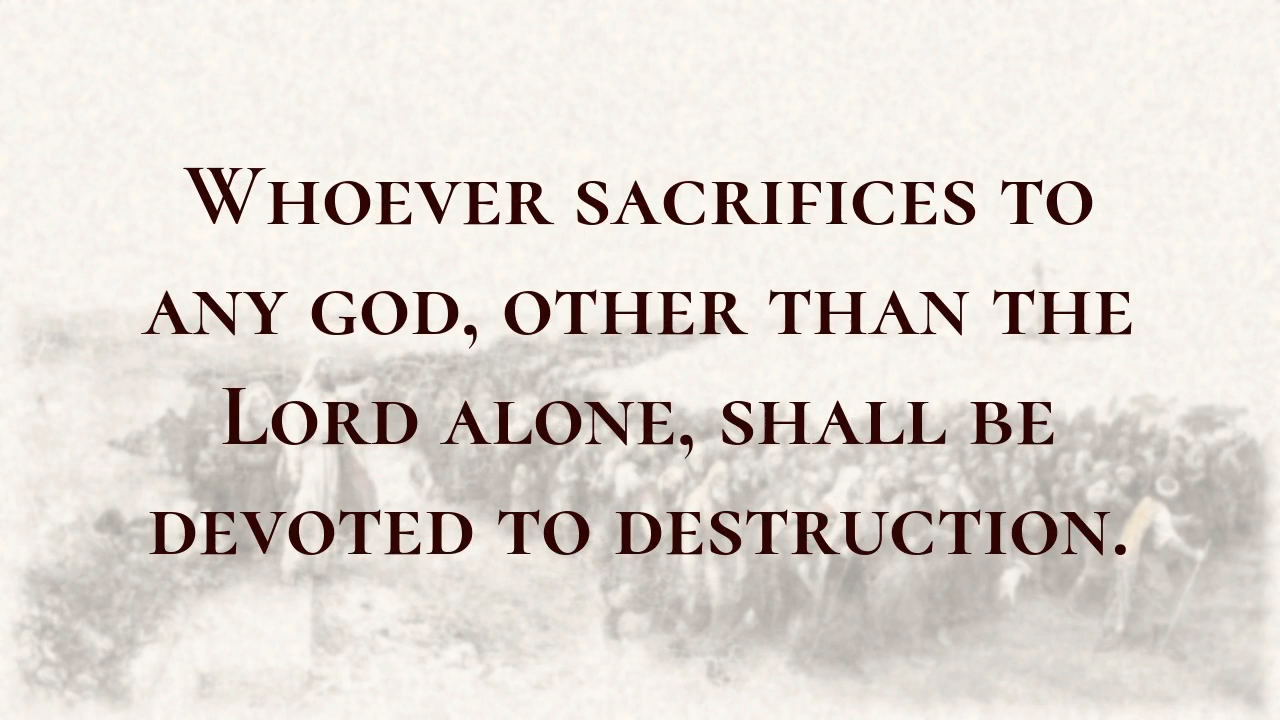 Whoever sacrifices to
any god, other than the
Lord alone, shall be
devoted to destruction.